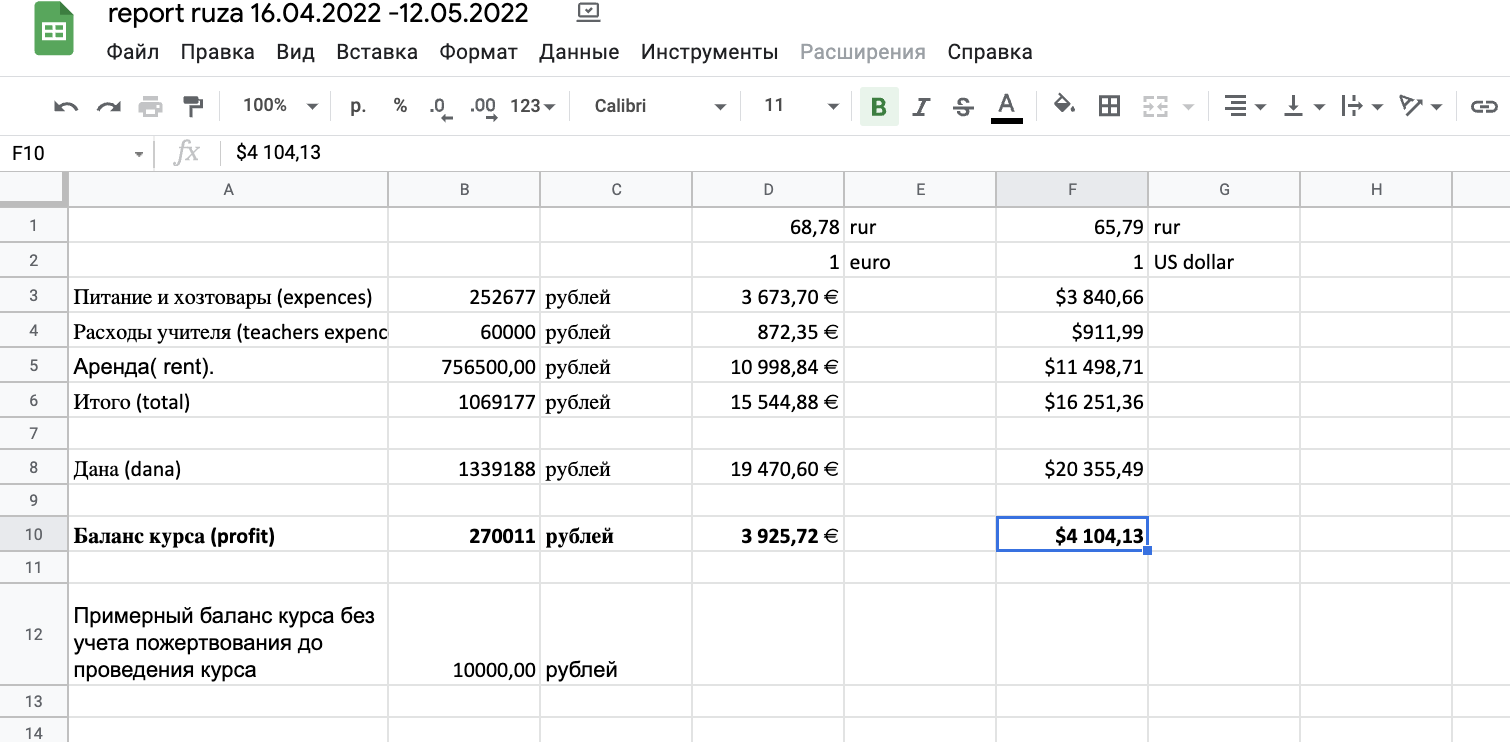 report ruza 16.04.2022 -12.05.2022
Файл Правка Вид Вставка Формат Данные Инструменты Расширения Справка
100% р. % .0 .00 123 Calibri 11 B I S A
F10 fx $4 104,13
A B C D E F G H
1 68,78 rur 65,79 rur
2 1 euro 1 US dollar
3 Питание и хозтовары (expences) 252677 рублей 3 673,70 € $3 840,66
4 Расходы учителя (teachers expenc 60000 рублей 872,35 € $911,99
5 Аренда( rent). 756500,00 рублей 10 998,84 € $11 498,71
6 Итого (total) 1069177 рублей 15 544,88 € $16 251,36
7
8 Дана (dana) 1339188 рублей 19 470,60 € $20 355,49
9
10 Баланс курса (profit) 270011 рублей 3 925,72 € $4 104,13
11
Примерный баланс курса без
12 учета пожертвования до
проведения курса 10000,00 рублей
13
14